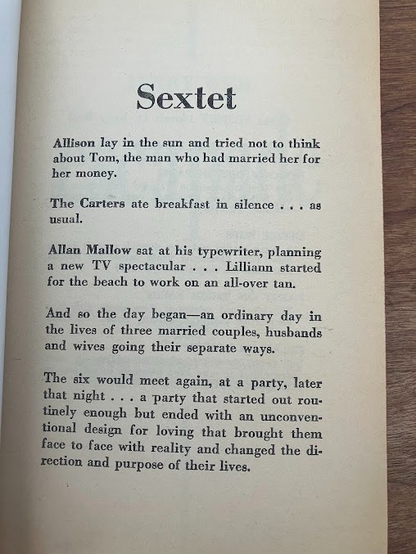 Sextet
Allison lay in the sun and tried not to think
about Tom, the man who had married her for
her money.
The Carters ate breakfast in silence . . . as
usual.
Allan Mallow sat at his typewriter, planning
a new TV spectacular . . . Lilliann started
for the beach to work on an all-over tan.
And so the day began—an ordinary day in
the lives of three married couples, husbands
and wives going their separate ways.
The six would meet again, at a party, later
that night . . . a party that started out rou-
tinely enough but ended with an unconven-
tional design for loving that brought them
face to face with reality and changed the di-
rection and purpose of their lives.